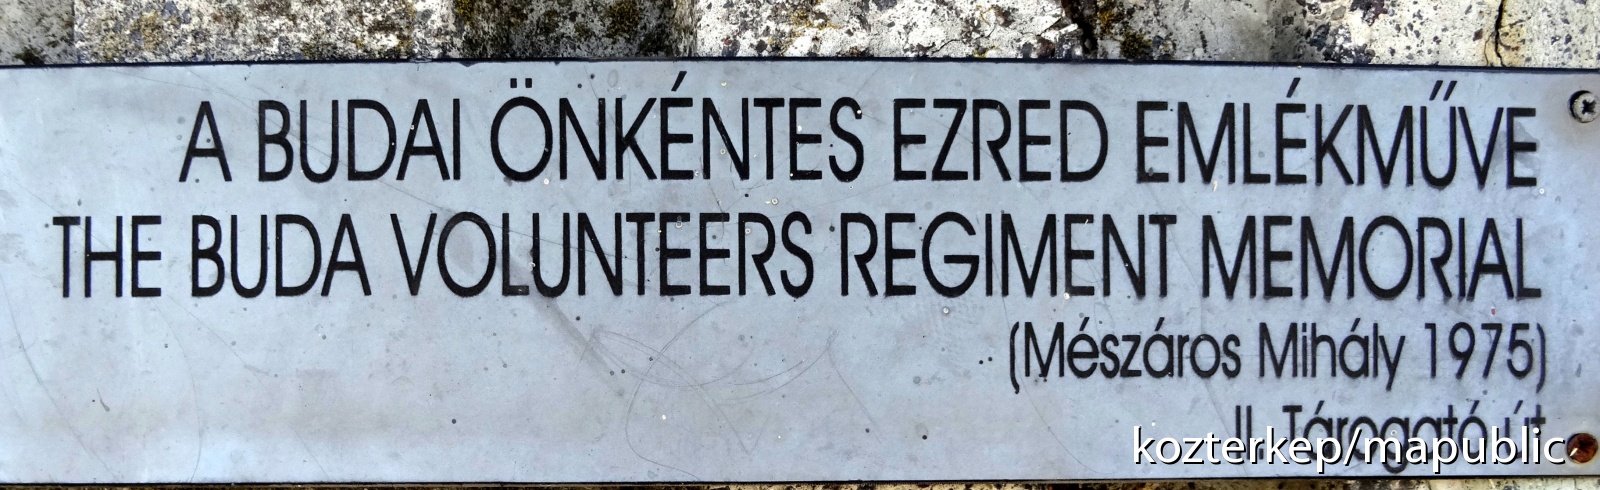 A BUDAI ÖNKÉNTES EZRED EMLÉKMŰVE
THE BUDA VOLUNTEERS REGIMENT MEMORIAL
(Mészáros Mihály 1975)
II. Tárogató út
kozterkep/mapublic